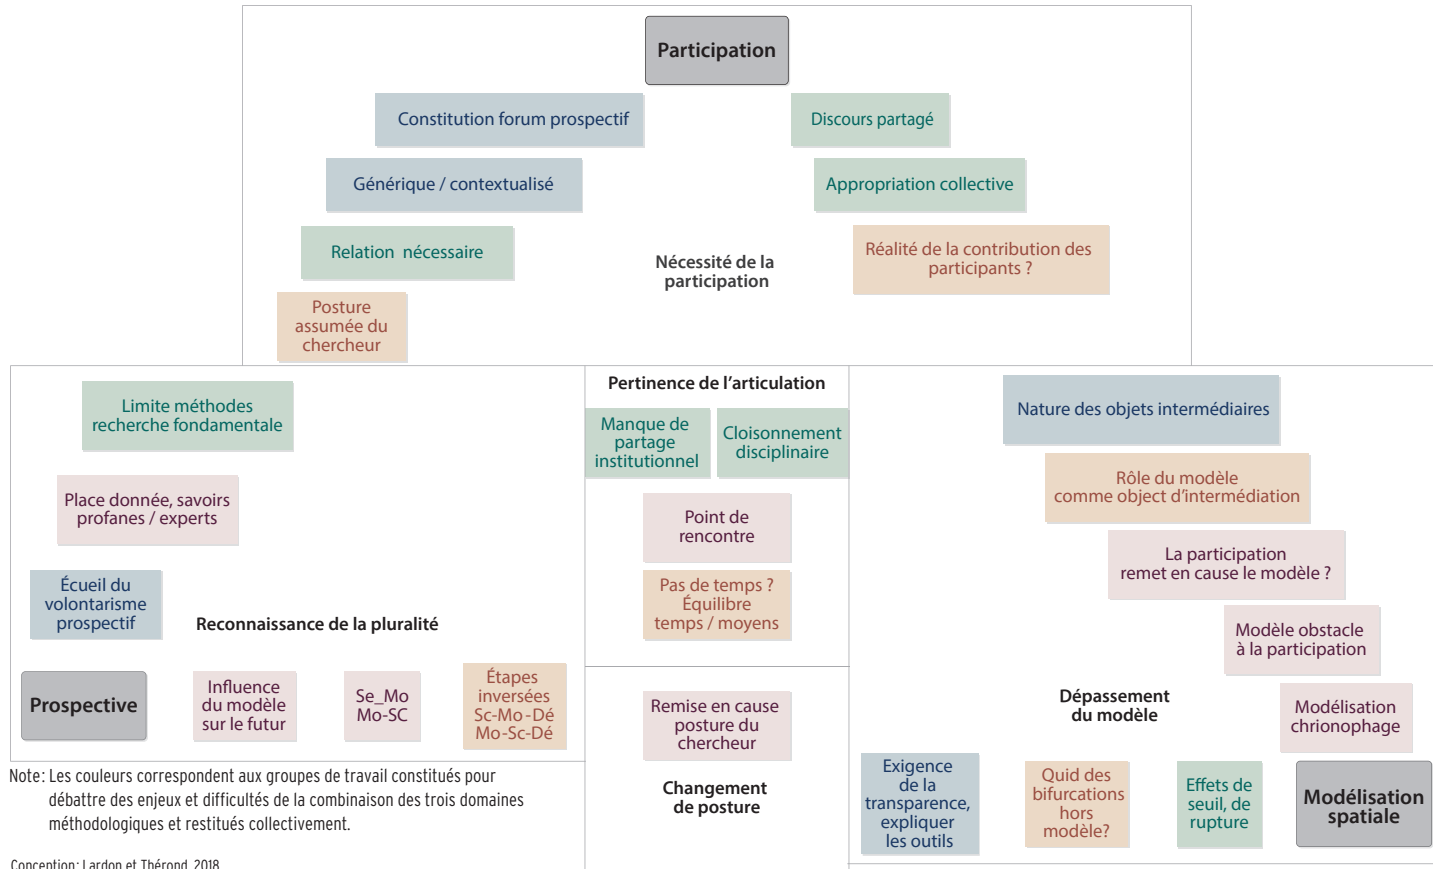 Participation
Constitution forum prospectif
Discours partagé
Générique / contextualisé
Appropriation collective
Relation nécessaire
Nécessité de la
participation
Réalité de la contribution des
participants ?
Posture
assumée du
chercheur
Limite méthodes
recherche fondamentale
Place donnée, savoirs
profanes / experts
Écueil du
volontarisme
prospectif
Reconnaissance de la pluralité
Prospective
Influence
du modèle
sur le futur
Se_Mo
Mo-SC
Étapes
inversées
Sc-Mo-Dé
Mo-Sc-Dé
Pertinence de l'articulation
Manque de
partage
institutionnel
Cloisonnement
disciplinaire
Point de
rencontre
Pas de temps ?
Équilibre
temps / moyens
Remise en cause
posture du
chercheur
Changement
de posture
Nature des objets intermédiaires
Rôle du modèle
comme object d'intermédiation
La participation
remet en cause le modèle ?
Modèle obstacle
à la participation
Dépassement
du modèle
Modélisation
chrionophage
Exigence
de la
transparence,
expliquer
les outils
Quid des
bifurcations
hors
modèle?
Effets de
seuil, de
rupture
Modélisation
spatiale
Note: Les couleurs correspondent aux groupes de travail constitués pour
débattre des enjeux et difficultés de la combinaison des trois domaines
méthodologiques et restitués collectivement.
Conception: Lardon et Thérond, 2018